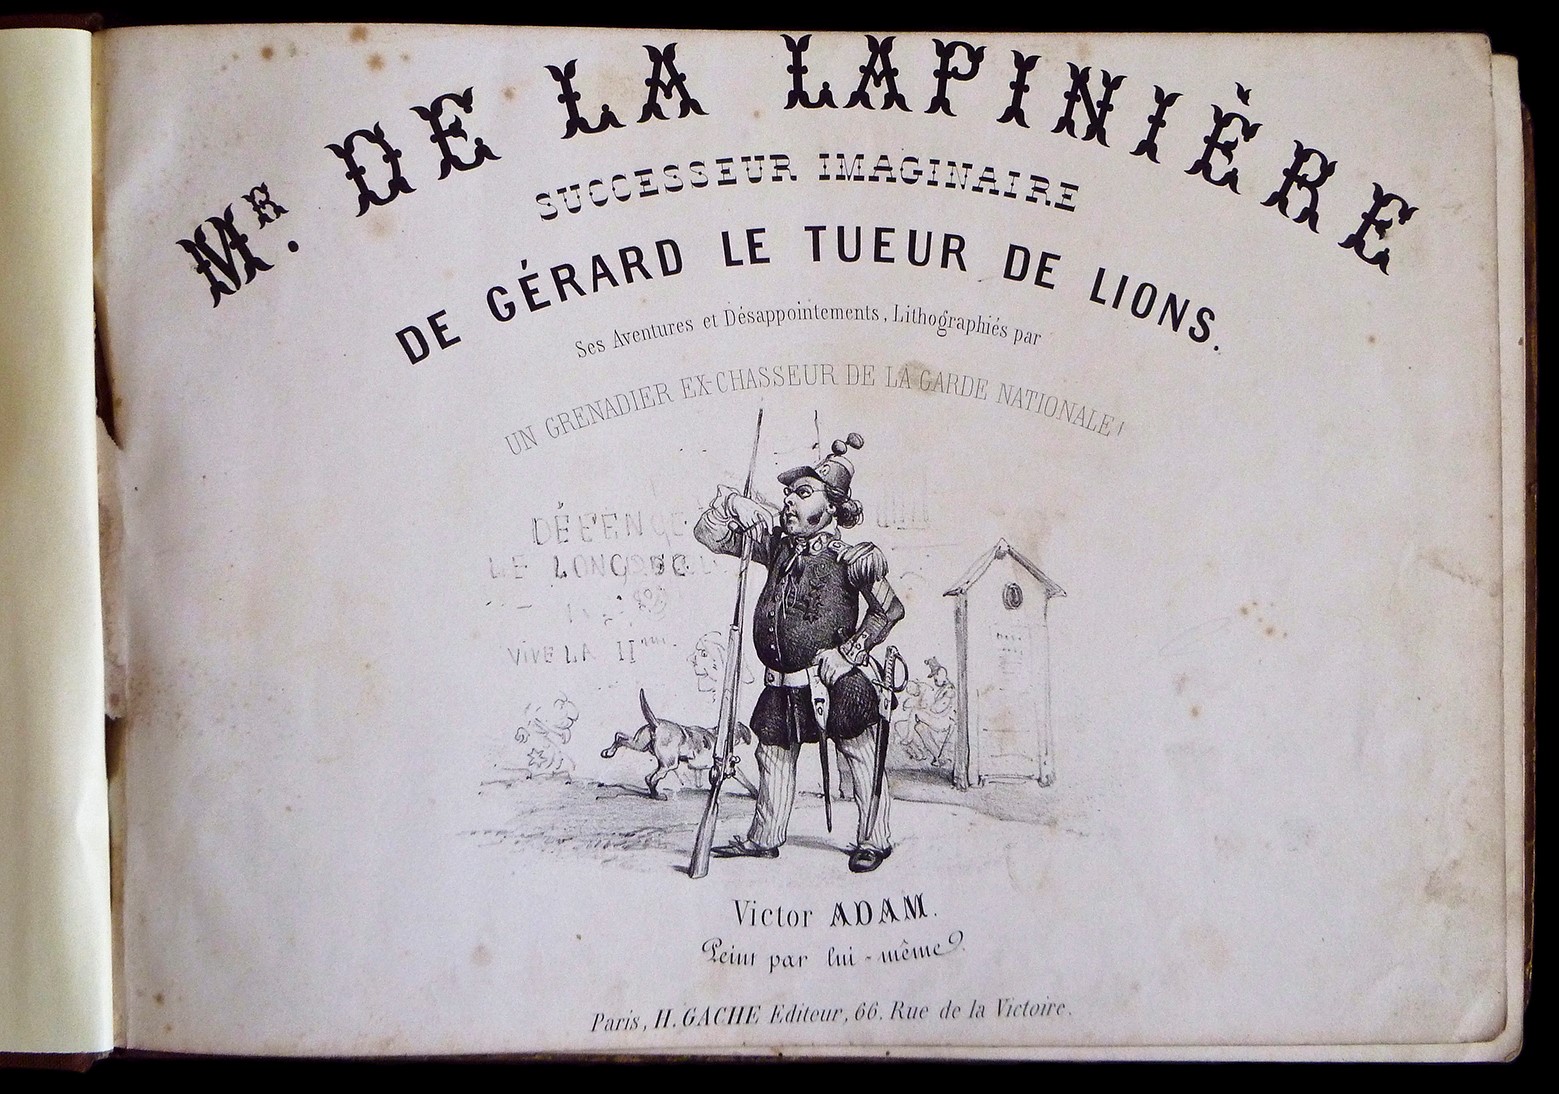 MR. DE LA LAPINIÈRE
SUCCESSEUR IMAGINAIRE
DE GÉRARD LE TUEUR DE LIONS.
Ses Aventures et Désappointements, Lithographiés par
UN GRENADIER EX-CHASSEUR DE LA GARDE NATIONALE!
DÉFENCE
LE LONG
VIVE LA II
Victor ADAM.
Peint par lui-même
Paris, H. GACHE Editeur, 66. Rue de la Victoire.